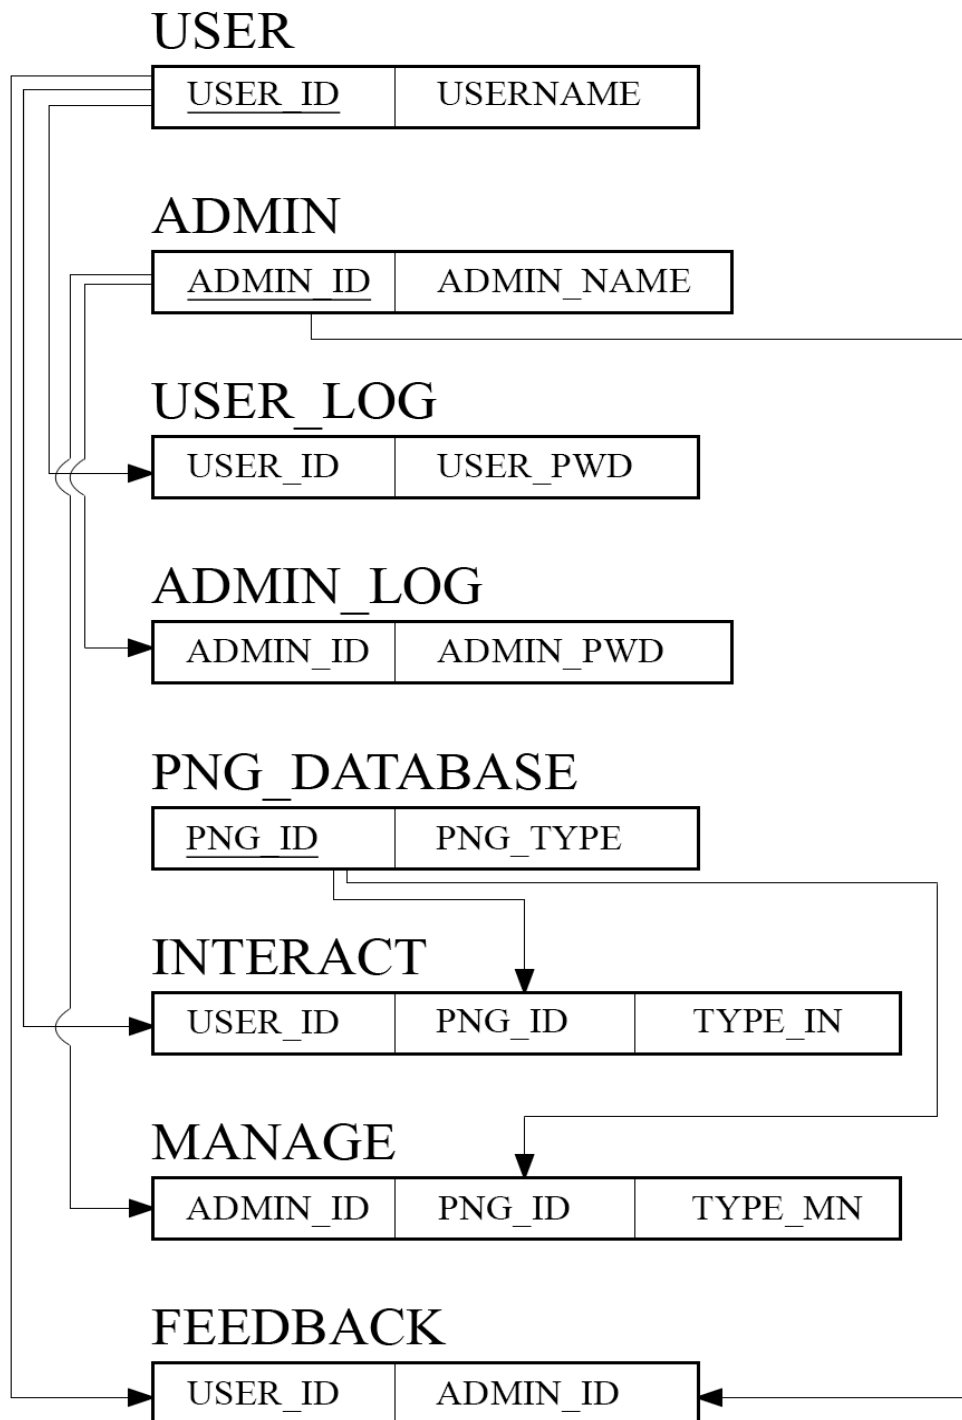 USER
USER_ID USERNAME
ADMIN
ADMIN_ID ADMIN_NAME
USER_LOG
USER_ID USER_PWD
ADMIN_LOG
ADMIN_ID ADMIN_PWD
PNG_DATABASE
PNG_ID PNG_TYPE
INTERACT
USER_ID PNG_ID TYPE_IN
MANAGE
ADMIN_ID PNG_ID TYPE_MN
FEEDBACK
USER_ID ADMIN_ID